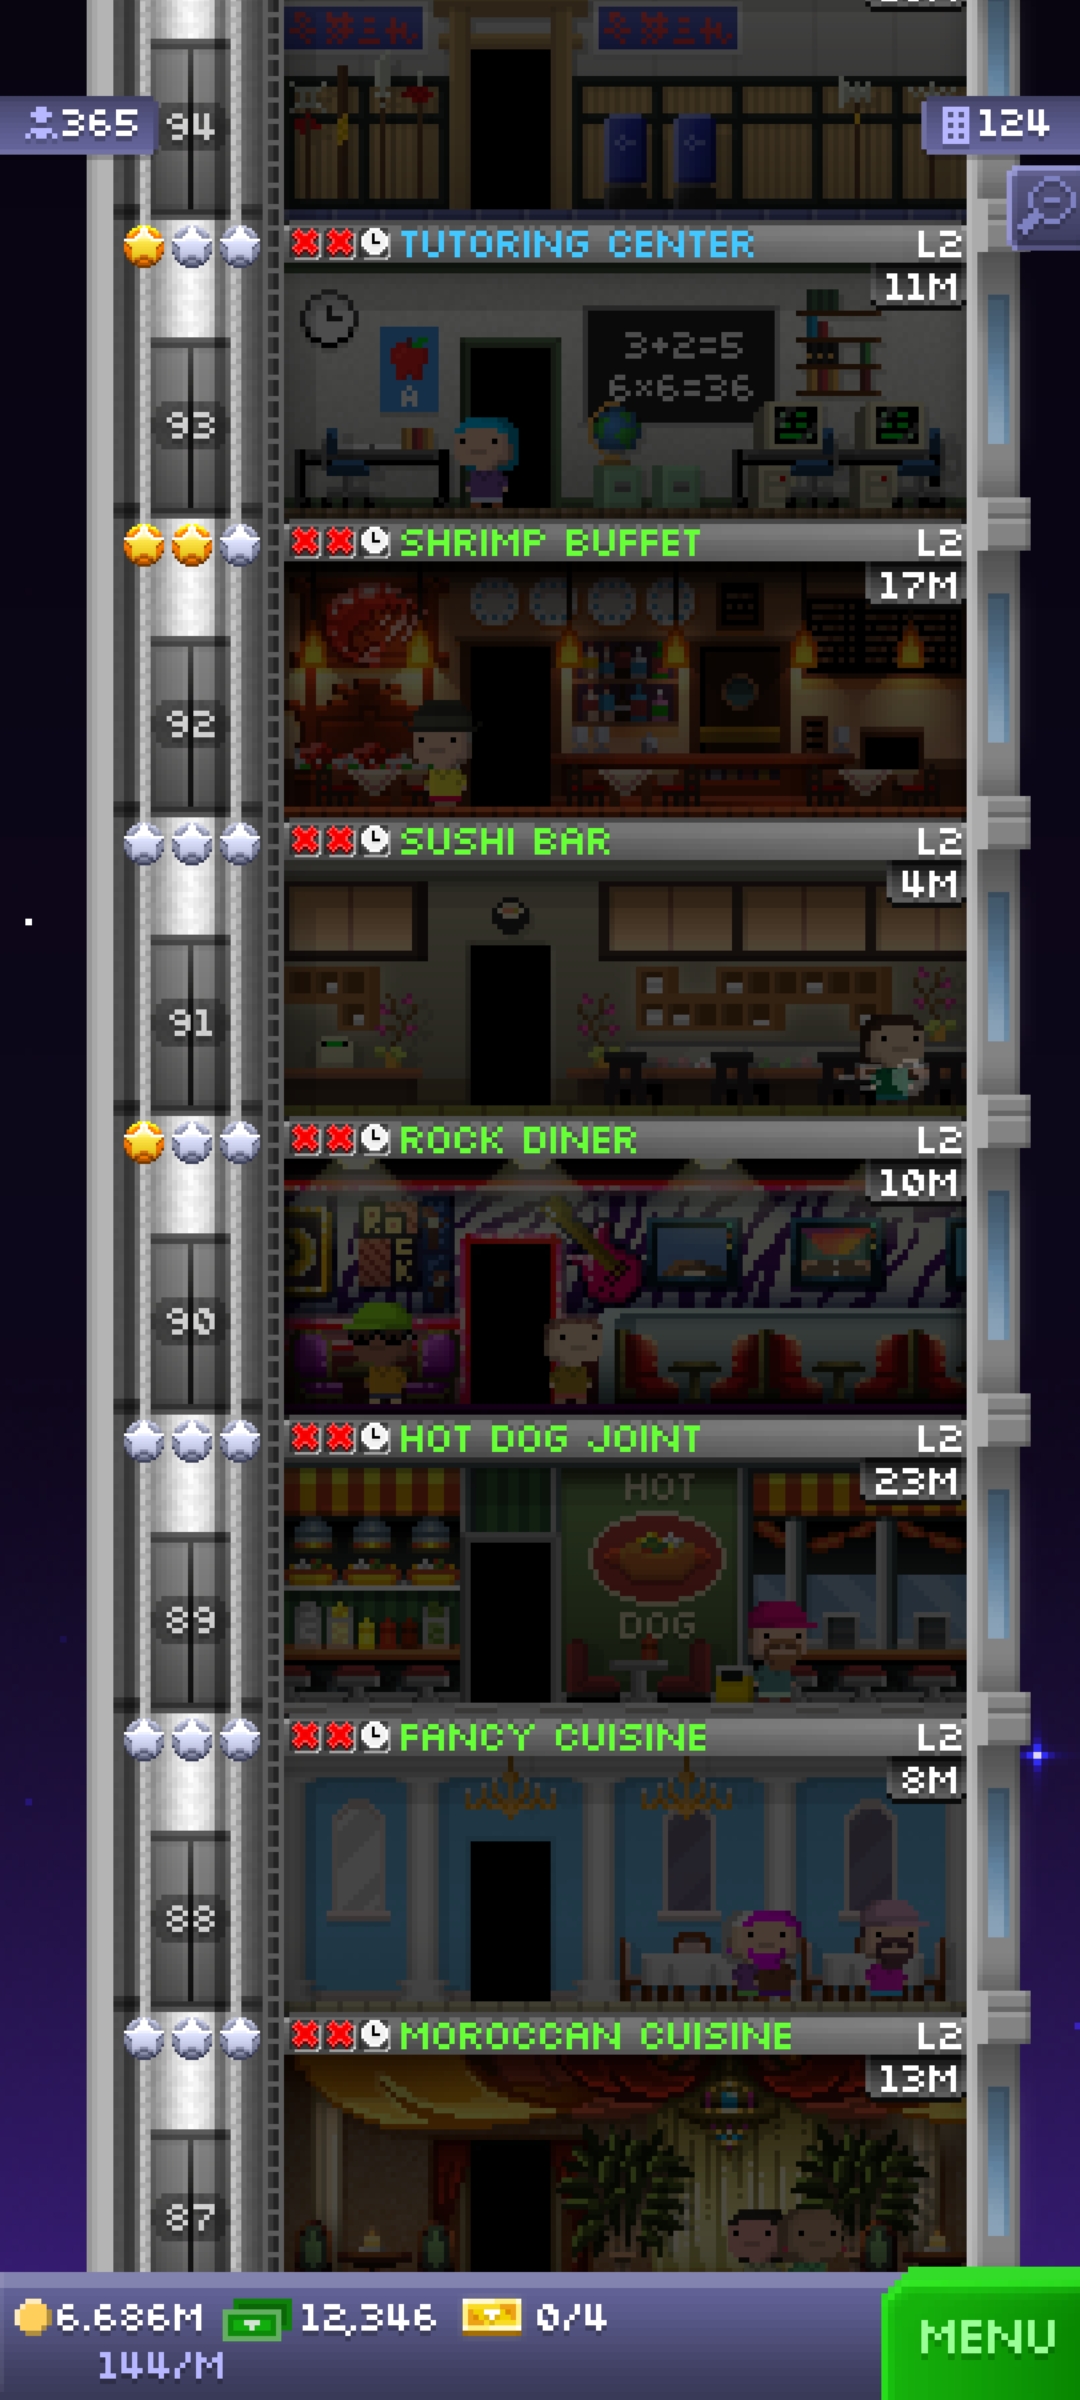 365
94
124
TUTORING CENTER L2
11M
3+2=5
6×6=36
A
93
SHRIMP BUFFET L2
17M
92
SUSHI BAR L2
4M
91
ROCK DINER L2
10M
ROCK
90
HOT DOG JOINT L2
23M
HOT
DOG
89
FANCY CUISINE L2
8M
88
MOROCCAN CUISINE L2
13M
87
6.686M 12,346 0/4
144/M
MENU